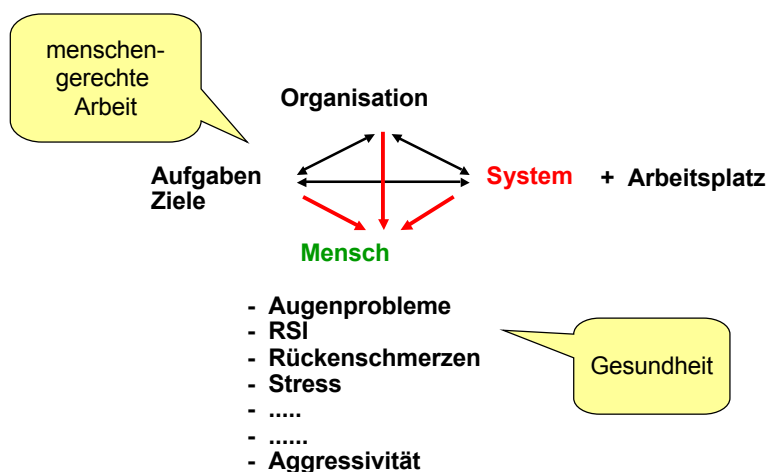 menschen-
gerechte
Arbeit
Organisation
Aufgaben
Ziele
System + Arbeitsplatz
Mensch
- Augenprobleme
- RSI
- Rückenschmerzen
- Stress
- .....
- ......
- Aggressivität
Gesundheit